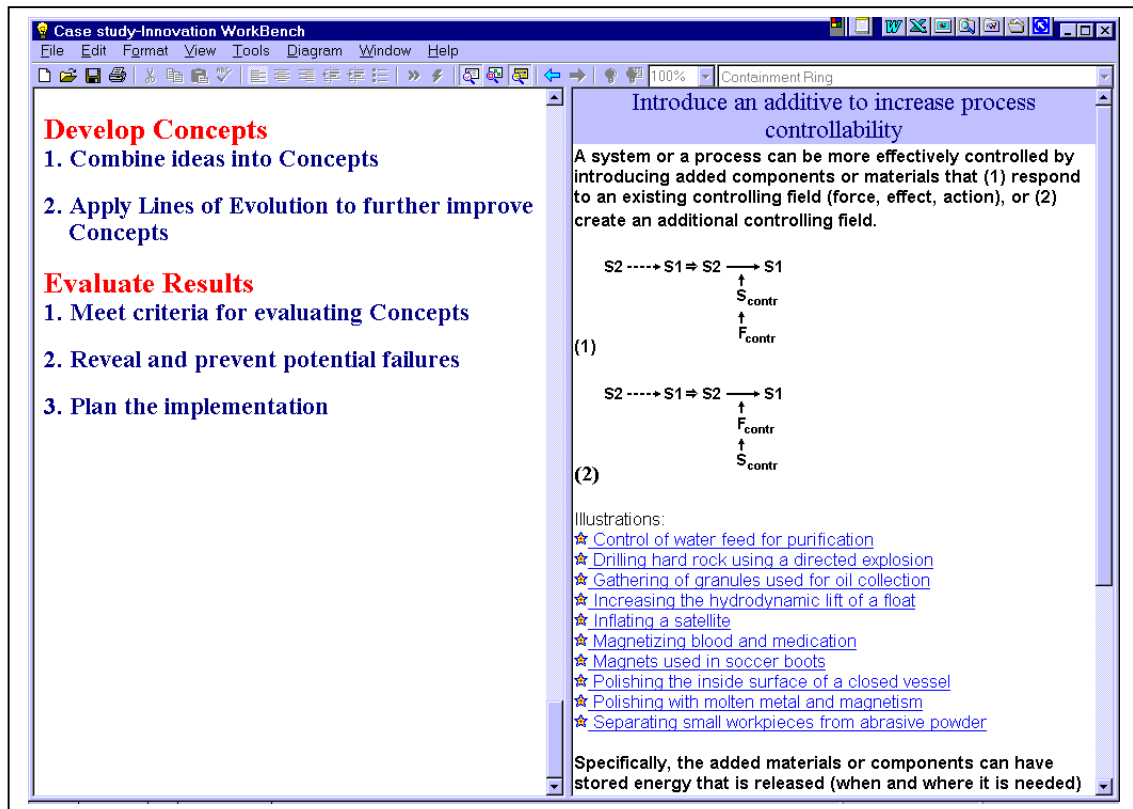 Case study-Innovation WorkBench
File Edit Format View Tools Diagram Window Help
100% Containment Ring
Develop Concepts
1. Combine ideas into Concepts
2. Apply Lines of Evolution to further improve
Concepts
Evaluate Results
1. Meet criteria for evaluating Concepts
2. Reveal and prevent potential failures
3. Plan the implementation
Introduce an additive to increase process
controllability
A system or a process can be more effectively controlled by
introducing added components or materials that (1) respond
to an existing controlling field (force, effect, action), or (2)
create an additional controlling field.
S2 ----→ S1 ⇒ S2 ⟶ S1
↑
Scontr
↑
Fcontr
(1)
S2 ----→ S1 ⇒ S2 ⟶ S1
↑
Fcontr
↑
Scontr
(2)
Illustrations:
Control of water feed for purification
Drilling hard rock using a directed explosion
Gathering of granules used for oil collection
Increasing the hydrodynamic lift of a float
Inflating a satellite
Magnetizing blood and medication
Magnets used in soccer boots
Polishing the inside surface of a closed vessel
Polishing with molten metal and magnetism
Separating small workpieces from abrasive powder
Specifically, the added materials or components can have
stored energy that is released (when and where it is needed)